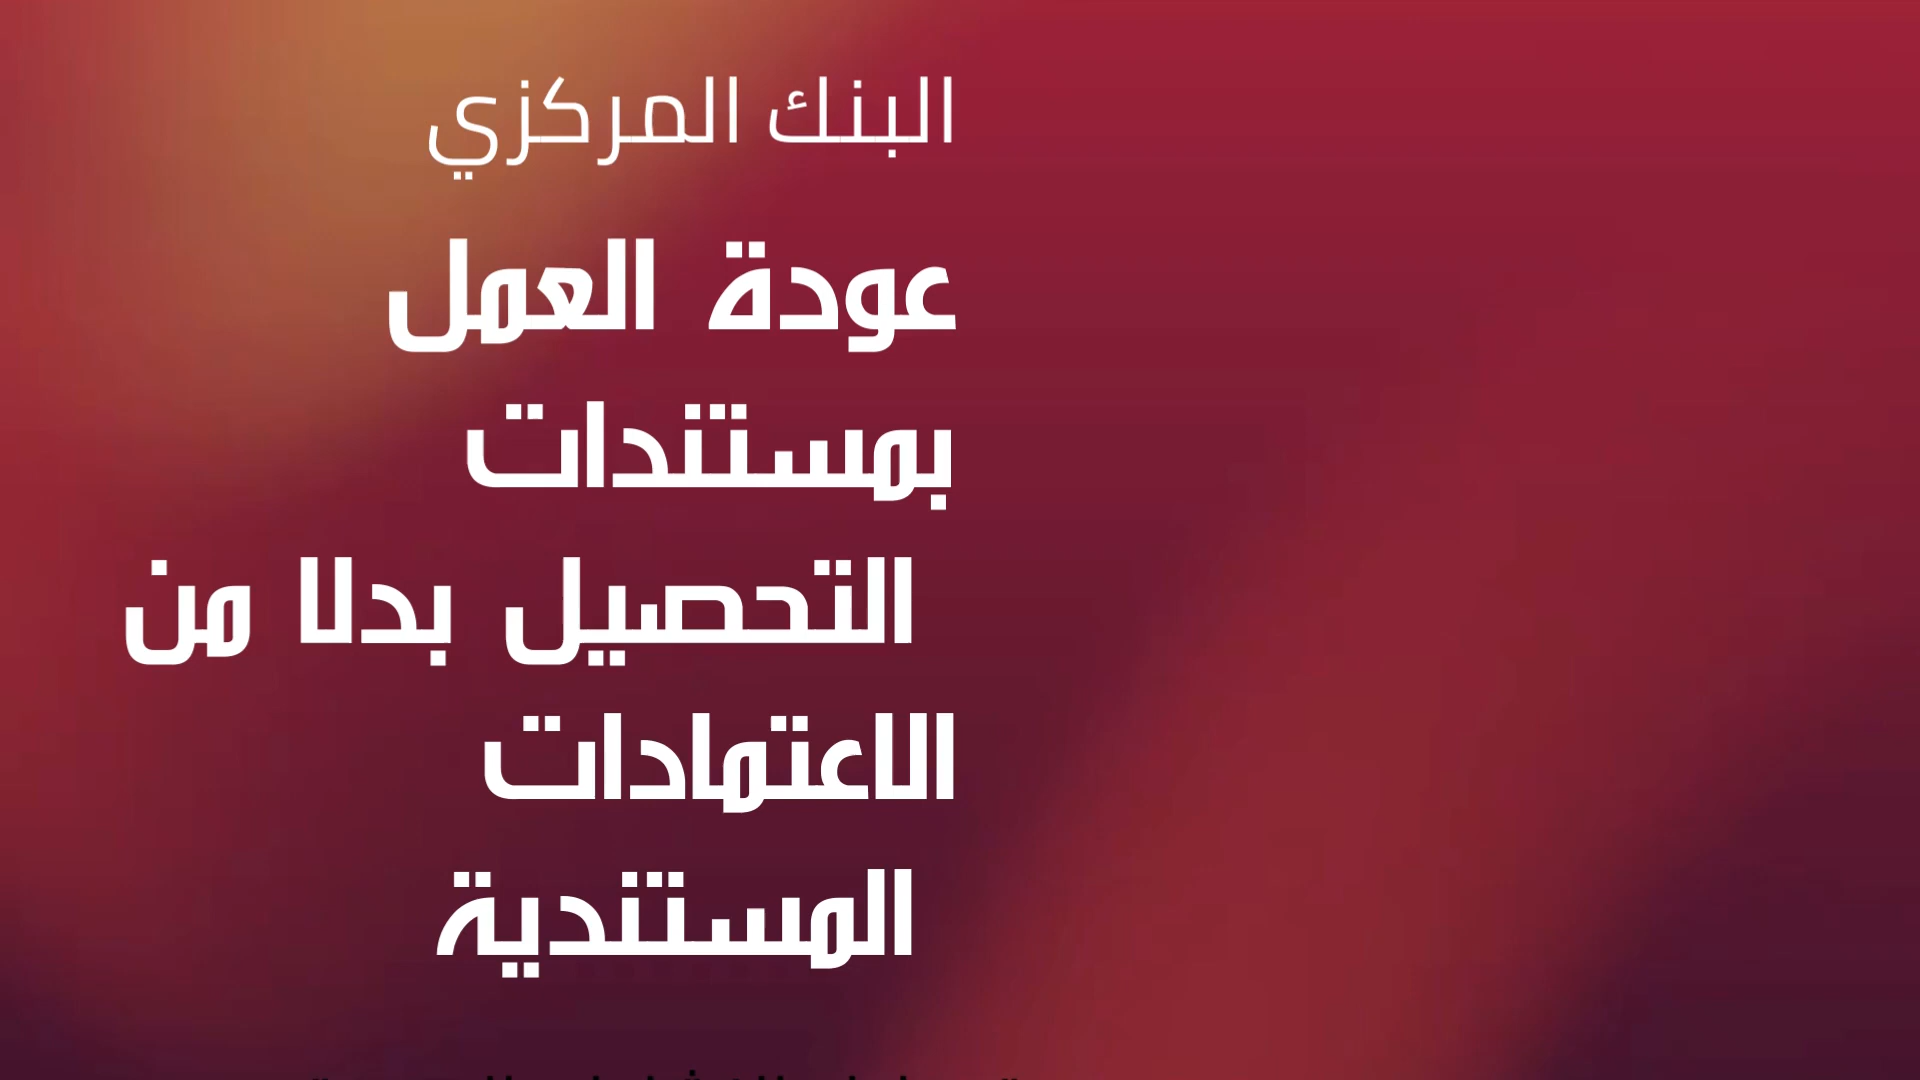 البنك المركزي
عودة العمل
بمستندات
التحصيل بدلا من
الاعتمادات
المستندية